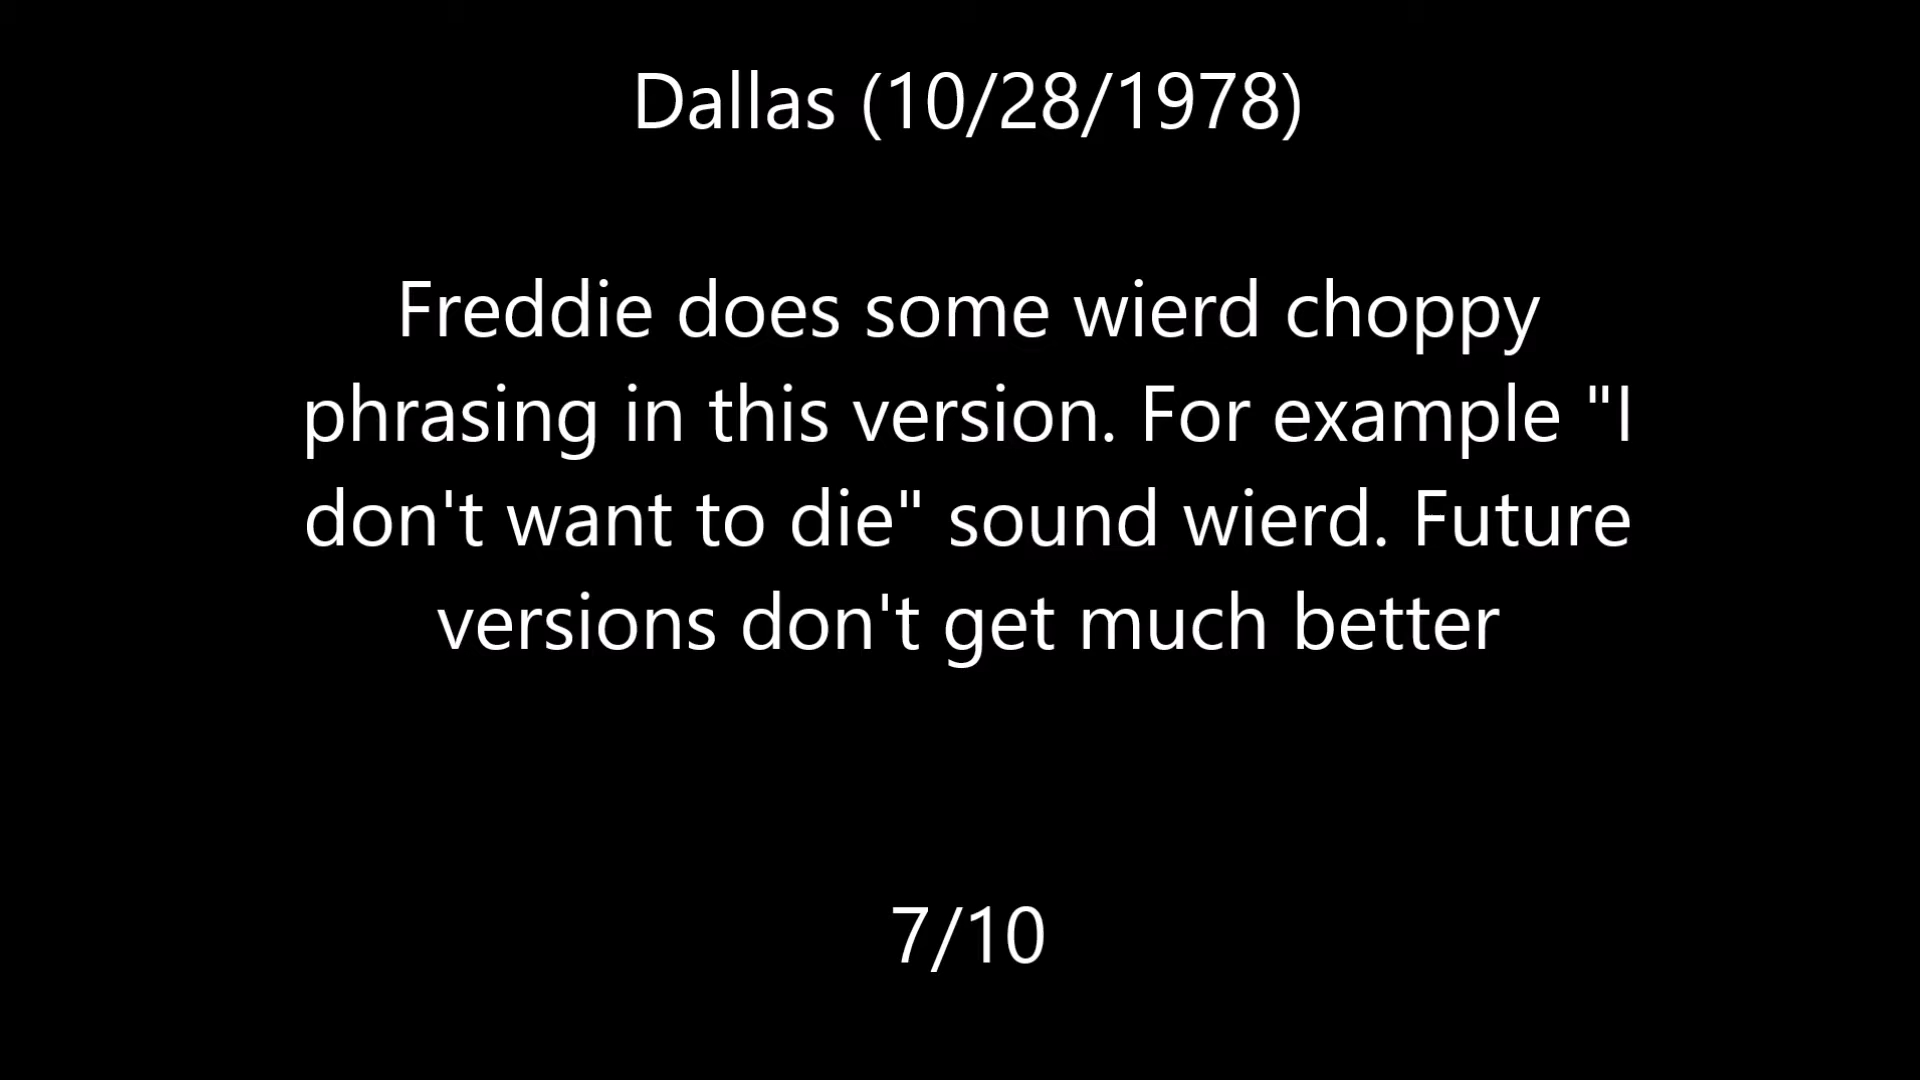 Dallas (10/28/1978)
Freddie does some wierd choppy
phrasing in this version. For example "I
don't want to die" sound wierd. Future
versions don't get much better
7/10